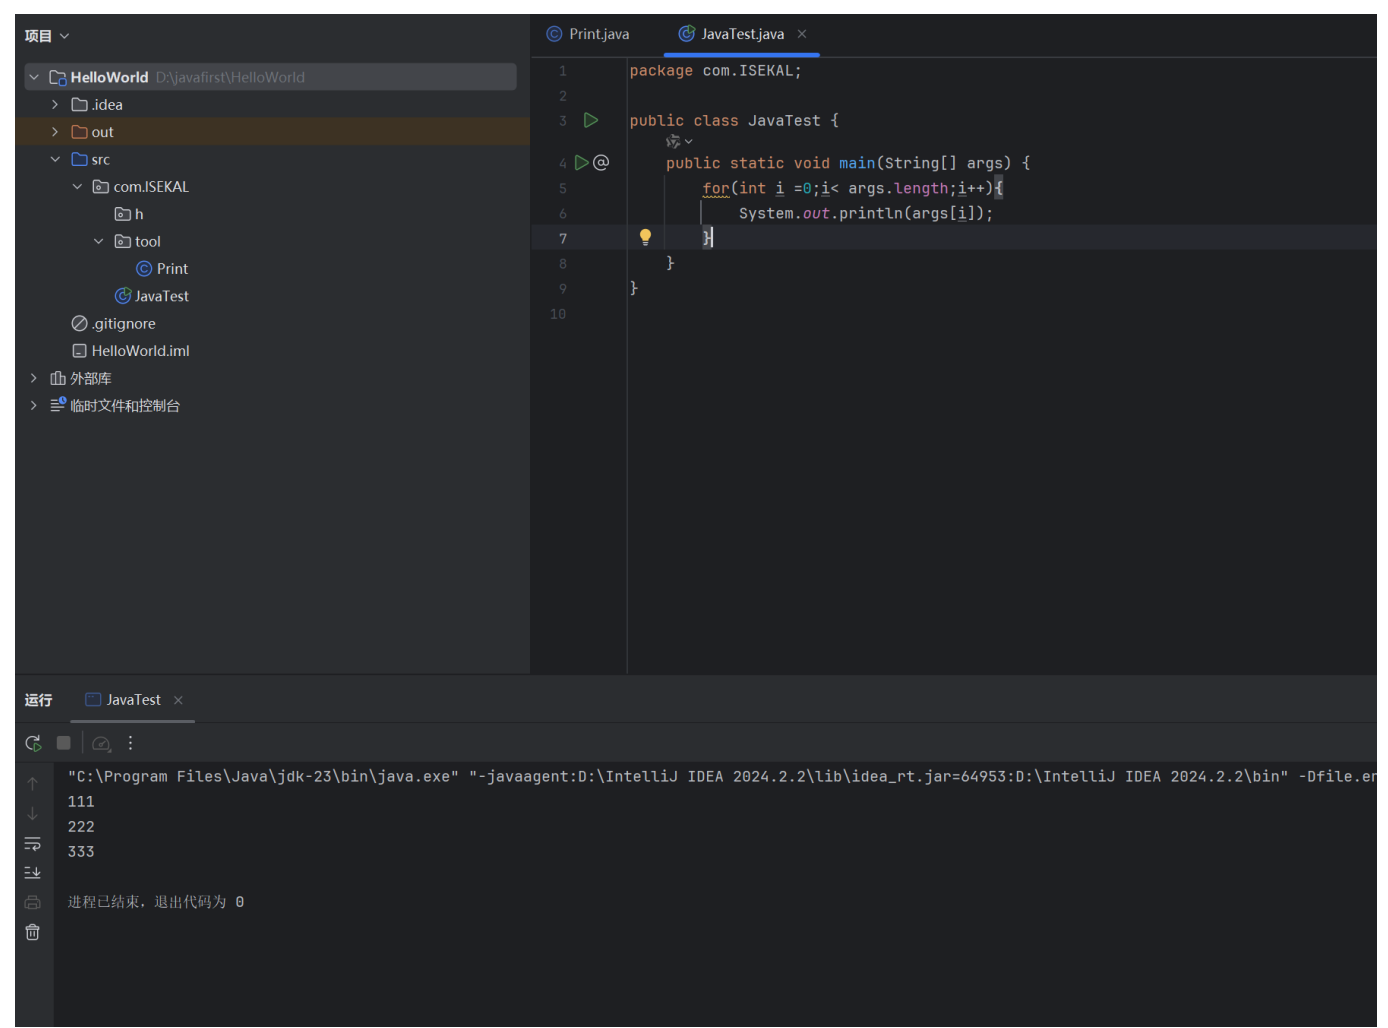 项目
HelloWorld D:\javafirst\HelloWorld
.idea
out
src
com.ISEKAL
h
tool
Print
JavaTest
.gitignore
HelloWorld.iml
外部库
临时文件和控制台
Print.java JavaTest.java
1 package com.ISEKAL;
2
3 public class JavaTest {
4 @ public static void main(String[] args) {
5 for(int i =0;i< args.length;i++){
6 System.out.println(args[i]);
7 }
8 }
9 }
10
运行 JavaTest
"C:\Program Files\Java\jdk-23\bin\java.exe" "-javaagent:D:\IntelliJ IDEA 2024.2.2\lib\idea_rt.jar=64953:D:\IntelliJ IDEA 2024.2.2\bin" -Dfile.en
111
222
333
进程已结束，退出代码为 0